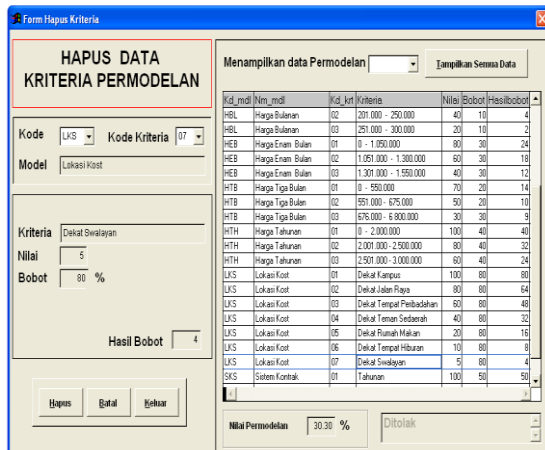 Form Hapus Kriteria
HAPUS DATA
KRITERIA PERMODELAN
Kode LKS Kode Kriteria 07
Model Lokasi Kost
Kriteria Dekat Swalayan
Nilai 5
Bobot 80 %
Hasil Bobot 4
Hapus Batal Keluar
Menampilkan data Permodelan Tampilkan Semua Data
Kd_mdl Nm_mdl Kd_krt Kriteria Nilai Bobot Hasilbobot
HBL Harga Bulanan 02 201.000 - 250.000 40 10 4
HBL Harga Bulanan 03 251.000 - 300.000 20 10 2
HEB Harga Enam Bulan 01 0 - 1.050.000 80 30 24
HEB Harga Enam Bulan 02 1.051.000 - 1.300.000 60 30 18
HEB Harga Enam Bulan 03 1.301.000 - 1.550.000 40 30 12
HTB Harga Tiga Bulan 01 0 - 550.000 70 20 14
HTB Harga Tiga Bulan 02 551.000 - 675.000 50 20 10
HTB Harga Tiga Bulan 03 676.000 - 6 800.000 30 30 9
HTH Harga Tahunan 01 0 - 2.000.000 100 40 40
HTH Harga Tahunan 02 2.001.000 - 2.500.000 80 40 32
HTH Harga Tahunan 03 2.501.000 - 3.000.000 60 40 24
LKS Lokasi Kost 01 Dekat Kampus 100 80 80
LKS Lokasi Kost 02 Dekat Jalan Raya 80 80 64
LKS Lokasi Kost 03 Dekat Tempat Peribadahan 60 80 48
LKS Lokasi Kost 04 Dekat Teman Sedaerah 40 80 32
LKS Lokasi Kost 05 Dekat Rumah Makan 20 80 16
LKS Lokasi Kost 06 Dekat Tempat Hiburan 10 80 8
LKS Lokasi Kost 07 Dekat Swalayan 5 80 4
SKS Sistem Kontrak 01 Tahunan 100 50 50
Nilai Permodelan 30.30 % Ditolak